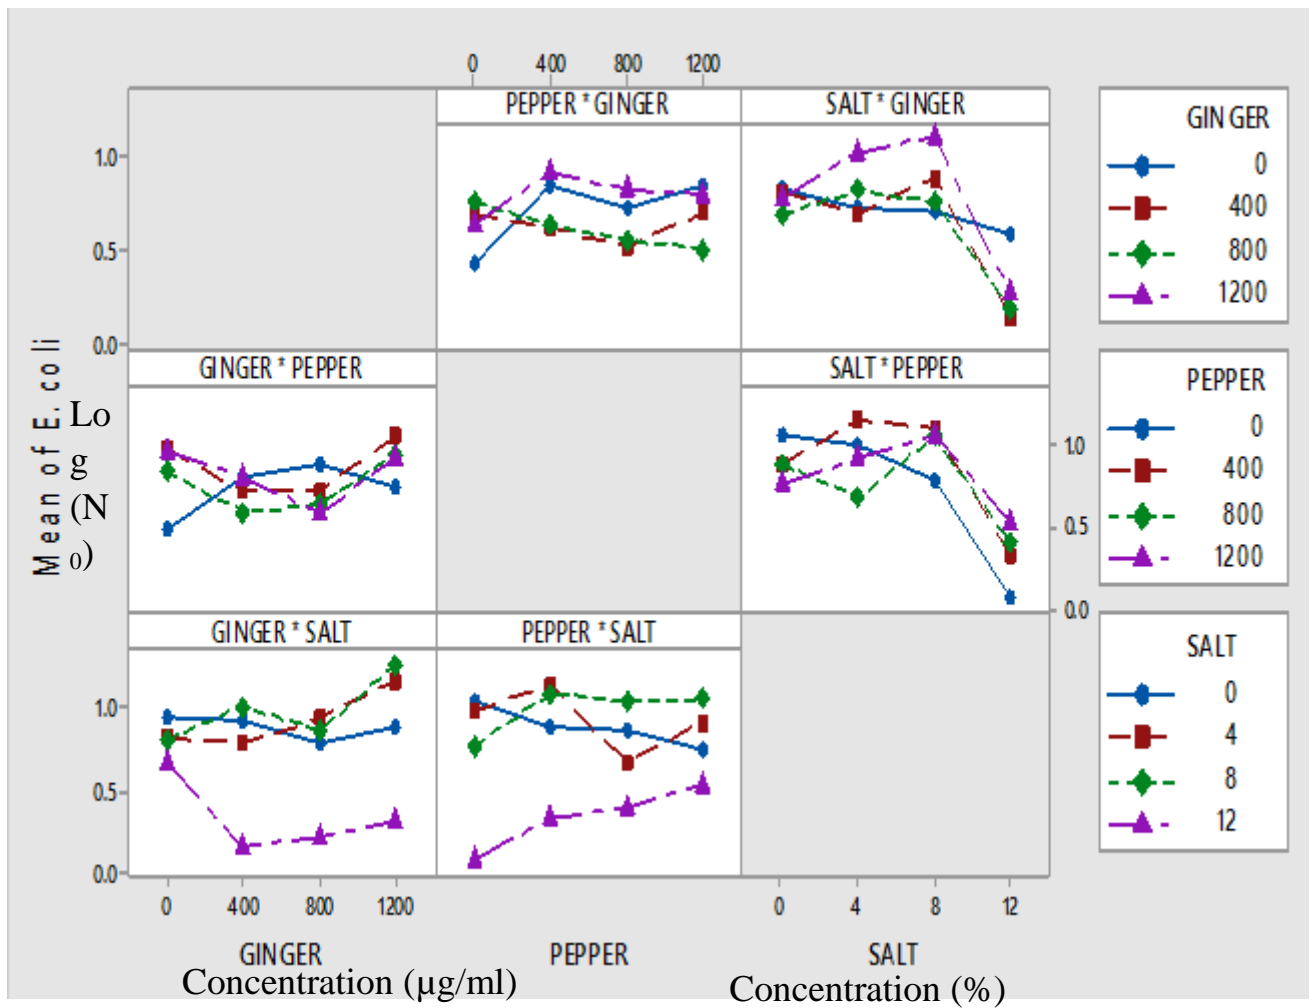 0 400 800 1200
PEPPER * GINGER
SALT * GINGER
1.0
0.5
0.0
GINGER
0
400
800
1200
Mean of E. coli
Lo
g
(N
0)
GINGER * PEPPER
SALT * PEPPER
1.0
0.5
0.0
PEPPER
0
400
800
1200
GINGER * SALT
PEPPER * SALT
1.0
0.5
0.0
SALT
0
4
8
12
0 400 800 1200
0 4 8 12
GINGER
PEPPER
SALT
Concentration (µg/ml)
Concentration (%)